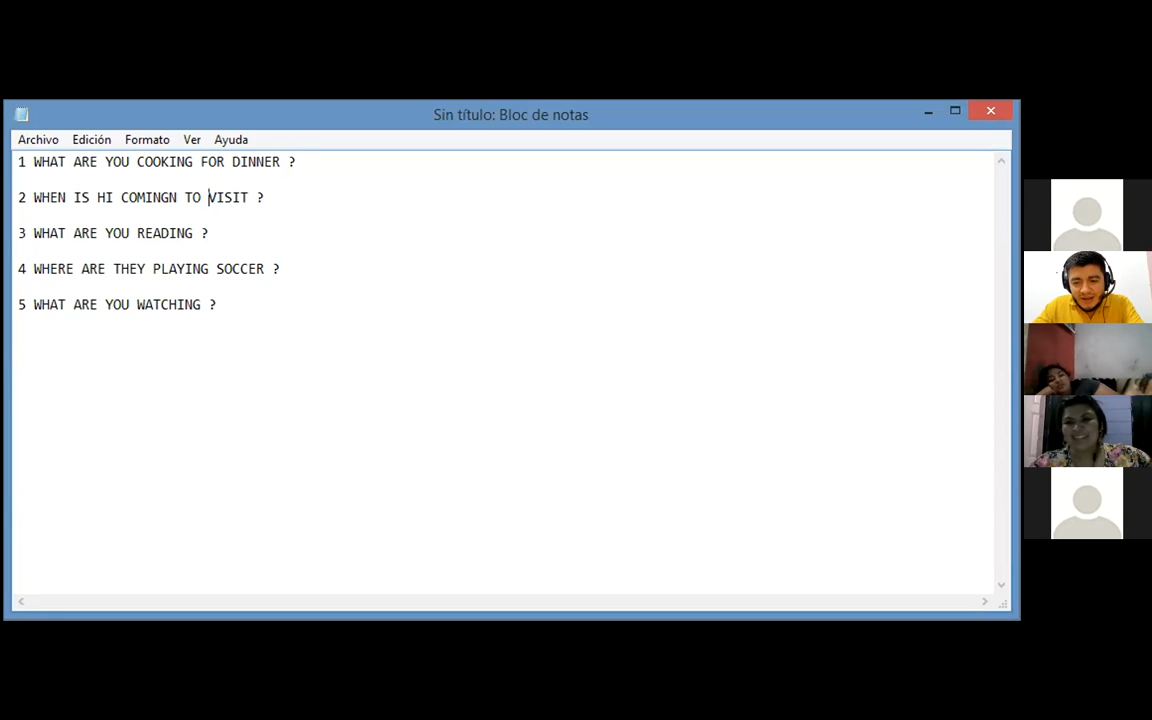 Sin título: Bloc de notas
Archivo Edición Formato Ver Ayuda
1 WHAT ARE YOU COOKING FOR DINNER ?
2 WHEN IS HI COMINGN TO VISIT ?
3 WHAT ARE YOU READING ?
4 WHERE ARE THEY PLAYING SOCCER ?
5 WHAT ARE YOU WATCHING ?